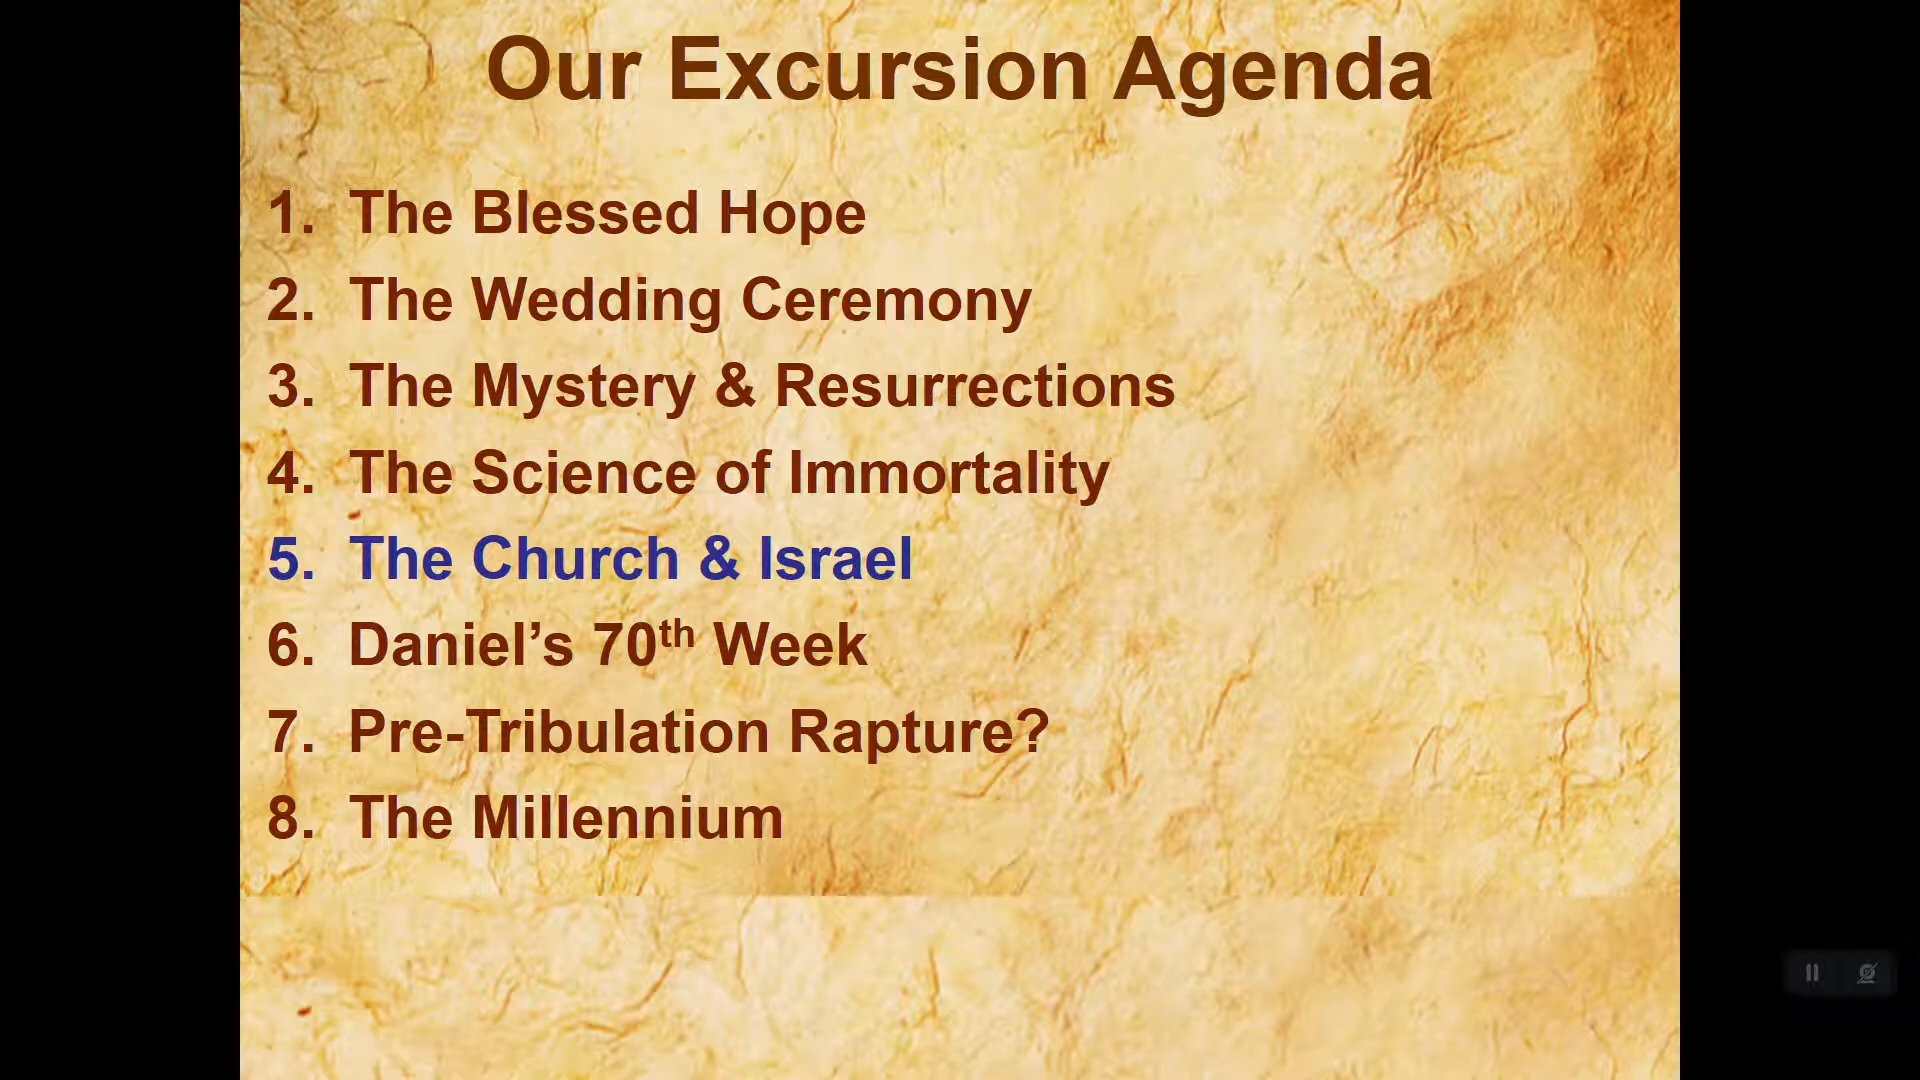 Our Excursion Agenda
1. The Blessed Hope
2. The Wedding Ceremony
3. The Mystery & Resurrections
4. The Science of Immortality
5. The Church & Israel
6. Daniel’s 70th Week
7. Pre-Tribulation Rapture?
8. The Millennium